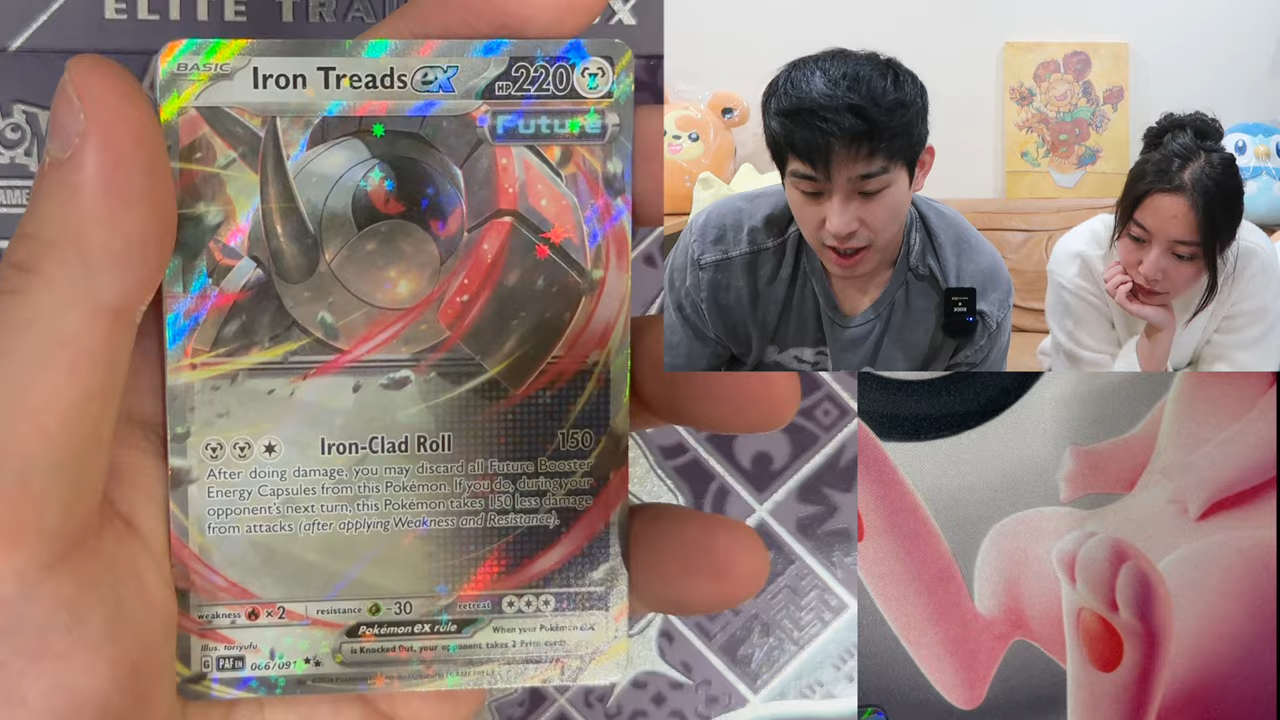 ELITE TRAI
X
BASIC Iron Treads ex HP 220
Future
AME
Iron-Clad Roll 150
After doing damage, you may discard all Future Booster
Energy Capsules from this Pokémon. If you do, during your
opponent's next turn, this Pokémon takes 150 less damage
from attacks (after applying Weakness and Resistance).
weakness ×2 resistance -30 retreat
Pokémon ex rule When your Pokémon ex
is Knocked Out, your opponent takes 2 Prize cards.
Illus. toriyufu
G PAF EN 066/091